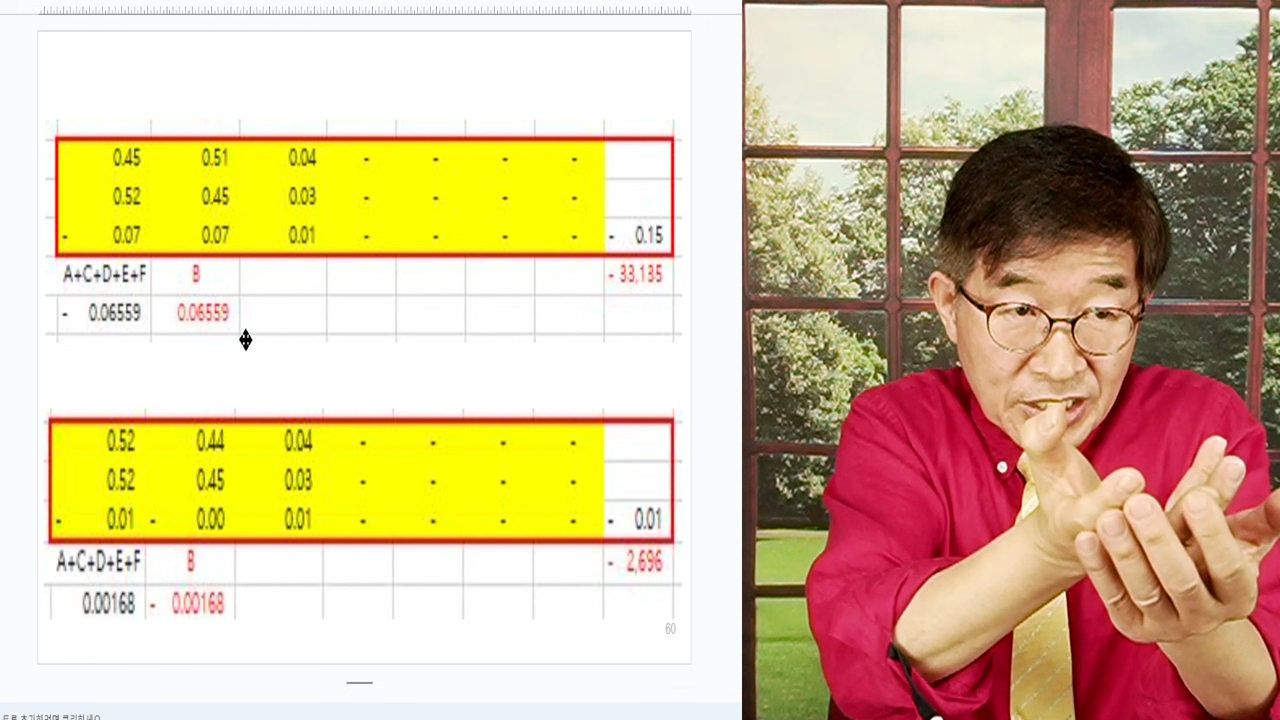 0.45 0.51 0.04 - - - -
0.52 0.45 0.03 - - - -
- 0.07 0.07 0.01 - - - - - 0.15
A+C+D+E+F B - 33,135
- 0.06559 0.06559
0.52 0.44 0.04 - - - -
0.52 0.45 0.03 - - - -
- 0.01 - 0.00 0.01 - - - - - 0.01
A+C+D+E+F B - 2,696
0.00168 - 0.00168
60